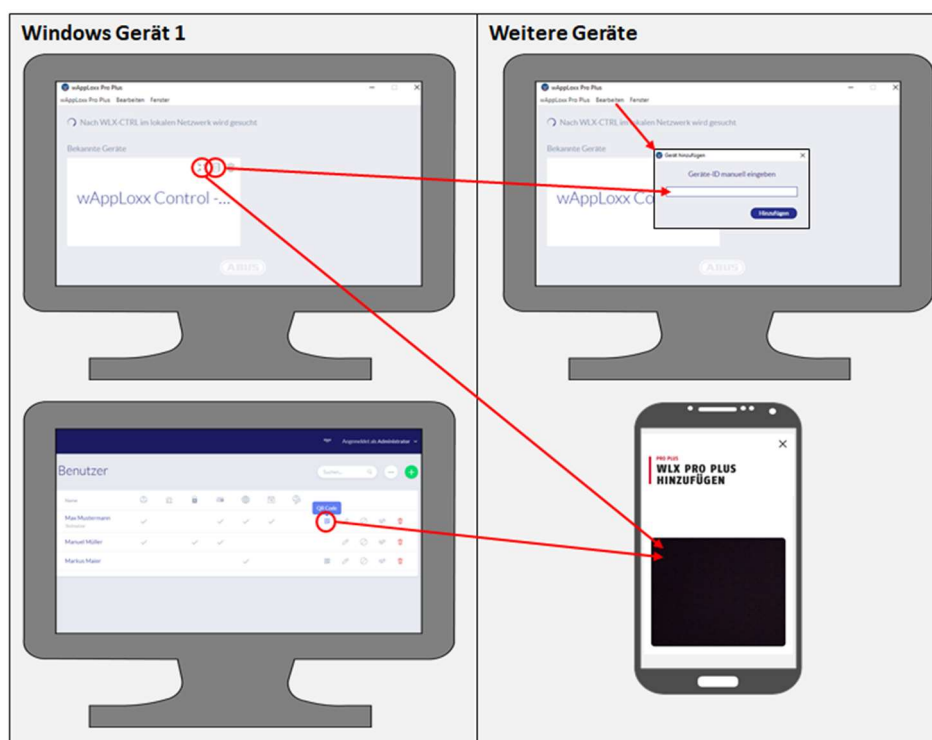 Windows Gerät 1
Weitere Geräte
wAppLoxx Pro Plus
wAppLoxx Pro Plus Bearbeiten Fenster
Nach WLX-CTRL im lokalen Netzwerk wird gesucht
Bekannte Geräte
wAppLoxx Control -...
ABUS
wAppLoxx Pro Plus
wAppLoxx Pro Plus Bearbeiten Fenster
Nach WLX-CTRL im lokalen Netzwerk wird gesucht
Bekannte Geräte
Gerät hinzufügen
Geräte-ID manuell eingeben
Hinzufügen
wAppLoxx Co
ABUS
Angemeldet als Administrator
Benutzer
Suchen...
Name
QR Code
Max Mustermann
Manuel Müller
Markus Maier
PRO PLUS
WLX PRO PLUS
HINZUFÜGEN